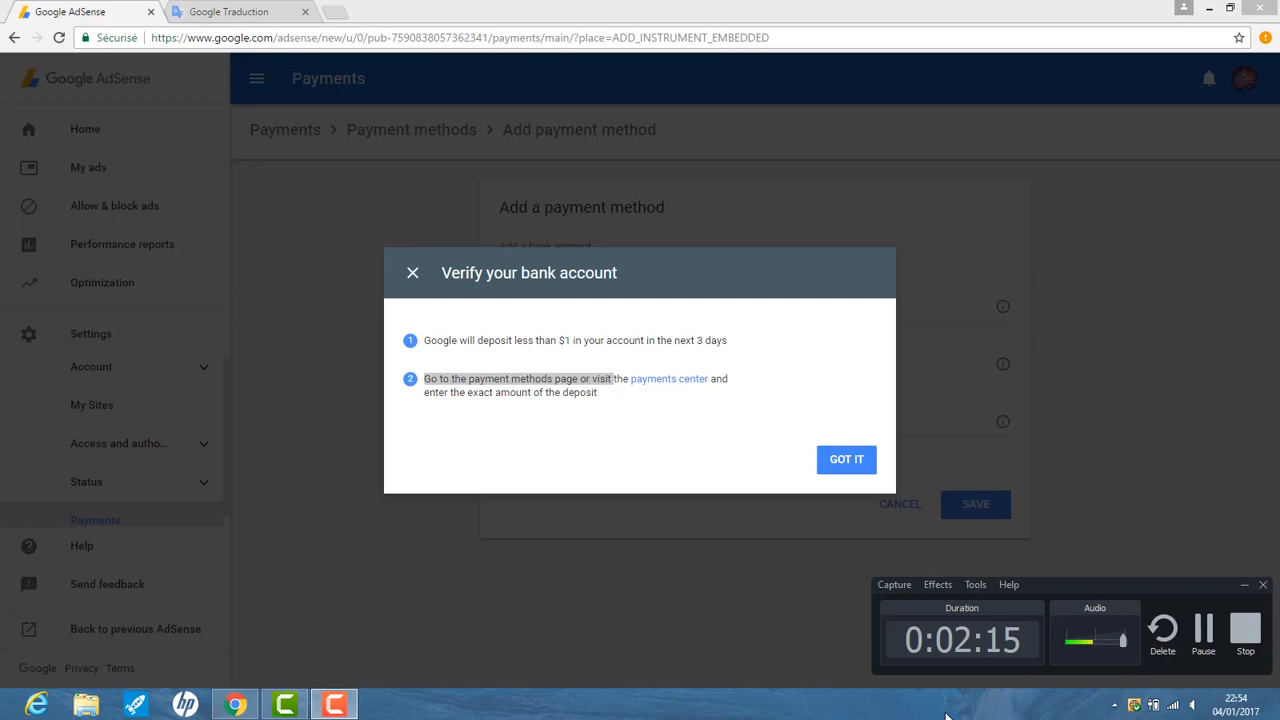 Google AdSense
Google Traduction
Sécurisé
https://www.google.com/adsense/new/u/0/pub-7590838057362341/payments/main/?place=ADD_INSTRUMENT_EMBEDDED
Google AdSense
Payments
Home
My ads
Allow & block ads
Performance reports
Optimization
Settings
Account
My Sites
Access and autho...
Status
Payments
Help
Send feedback
Back to previous AdSense
Google Privacy Terms
Payments > Payment methods > Add payment method
Add a payment method
Add a bank account
Verify your bank account
1 Google will deposit less than $1 in your account in the next 3 days
2 Go to the payment methods page or visit the payments center and
enter the exact amount of the deposit
GOT IT
CANCEL
SAVE
Capture Effects Tools Help
Duration
0:02:15
Audio
Delete
Pause
Stop
22:54
04/01/2017